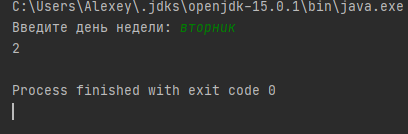 C:\Users\Alexey\.jdks\openjdk-15.0.1\bin\java.exe
Введите день недели: вторник
2
Process finished with exit code 0